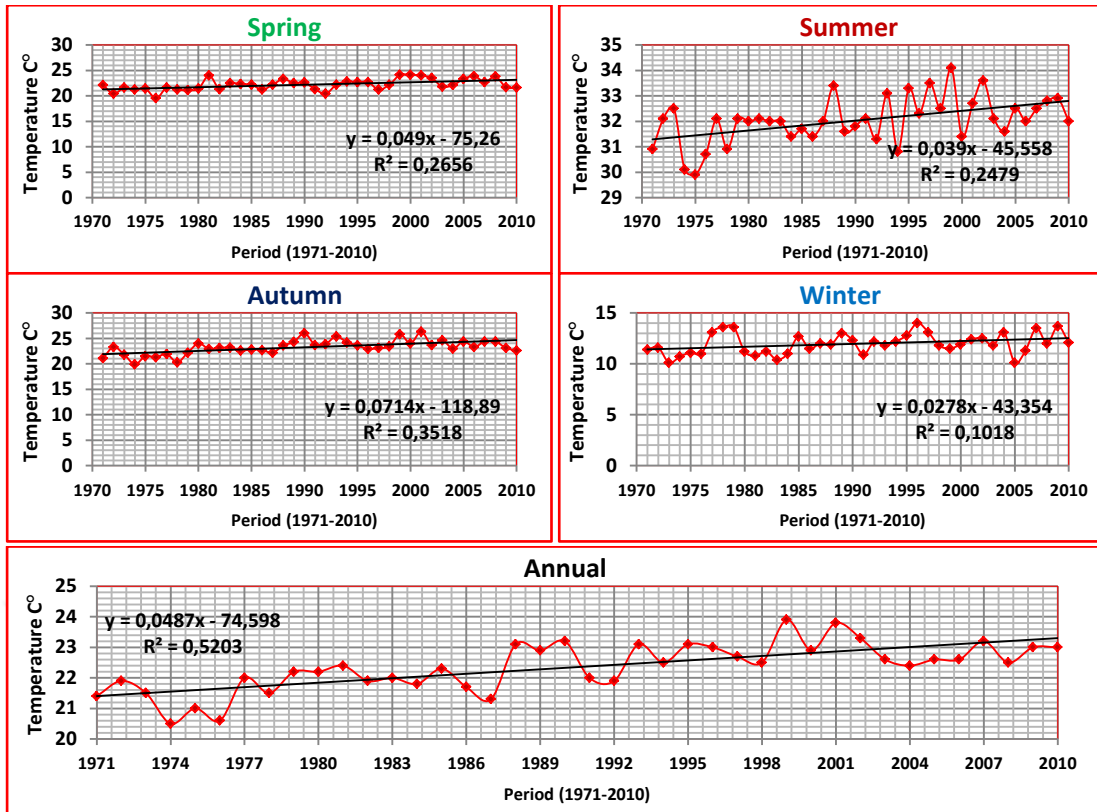 Spring
Temperature C°
30
25
20
15
10
5
0
y = 0,049x - 75,26
R² = 0,2656
1970 1975 1980 1985 1990 1995 2000 2005 2010
Period (1971-2010)
Summer
Temperature C°
35
34
33
32
31
30
29
y = 0,039x - 45,558
R² = 0,2479
1970 1975 1980 1985 1990 1995 2000 2005 2010
Period (1971-2010)
Autumn
Temperature C°
30
25
20
15
10
5
0
y = 0,0714x - 118,89
R² = 0,3518
1970 1975 1980 1985 1990 1995 2000 2005 2010
Period (1971-2010)
Winter
Temperature C°
15
10
5
0
y = 0,0278x - 43,354
R² = 0,1018
1970 1975 1980 1985 1990 1995 2000 2005 2010
Period (1971-2010)
Annual
Temperature C°
25
24
23
22
21
20
y = 0,0487x - 74,598
R² = 0,5203
1971 1974 1977 1980 1983 1986 1989 1992 1995 1998 2001 2004 2007 2010
Period (1971-2010)